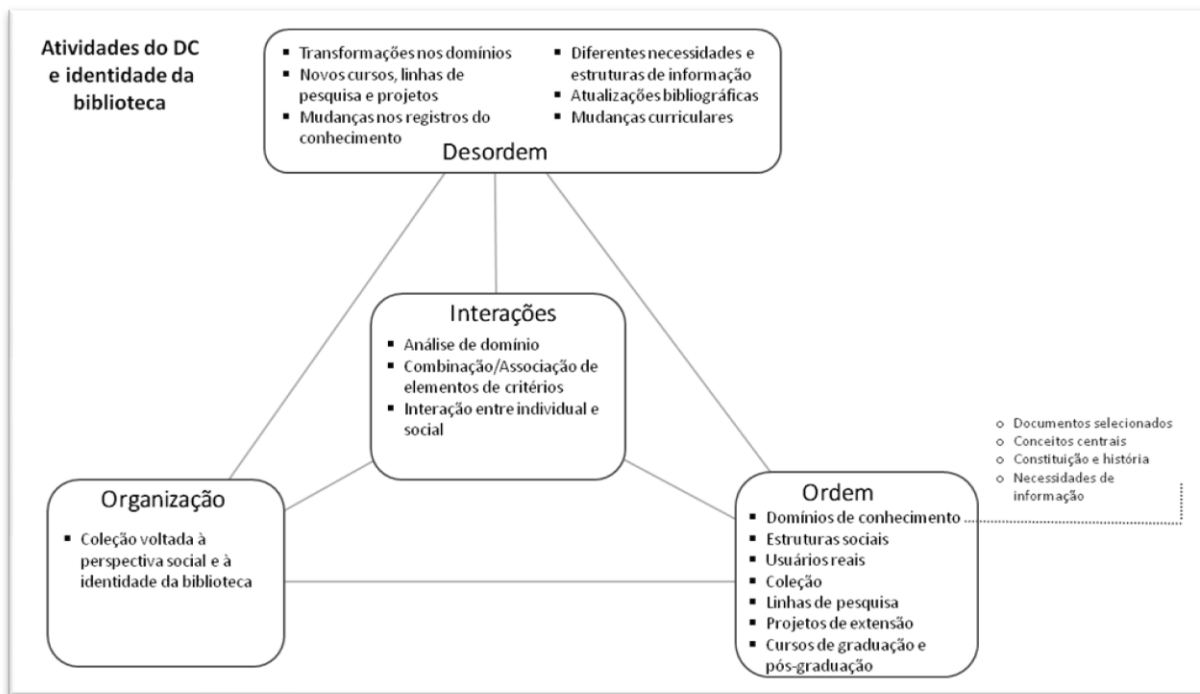 Atividades do DC
e identidade da
biblioteca
Transformações nos domínios
Novos cursos, linhas de
pesquisa e projetos
Mudanças nos registros do
conhecimento
Diferentes necessidades e
estruturas de informação
Atualizações bibliográficas
Mudanças curriculares
Desordem
Interações
Análise de domínio
Combinação/Associação de
elementos de critérios
Interação entre individual e
social
Organização
Coleção voltada à
perspectiva social e à
identidade da biblioteca
Ordem
Domínios de conhecimento
Estruturas sociais
Usuários reais
Coleção
Linhas de pesquisa
Projetos de extensão
Cursos de graduação e
pós-graduação
Documentos selecionados
Conceitos centrais
Constituição e história
Necessidades de
informação